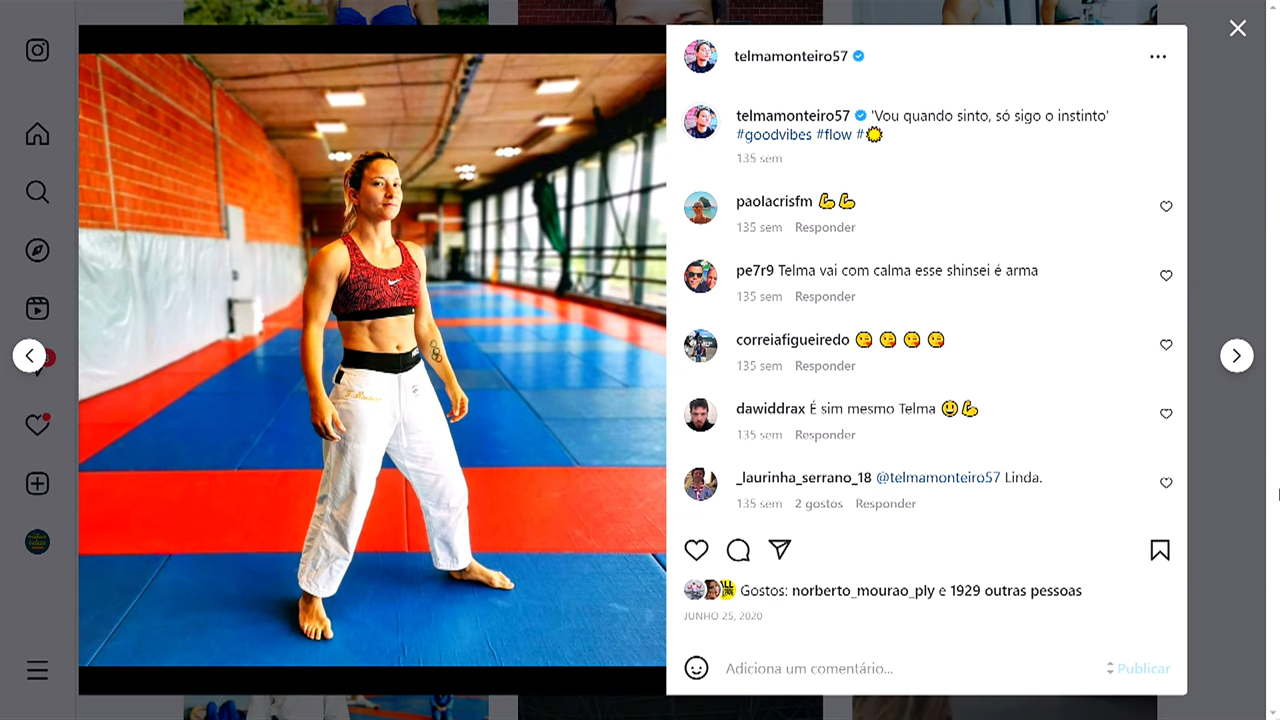 telmamonteiro57
telmamonteiro57 'Vou quando sinto, só sigo o instinto'
#goodvibes #flow #
135 sem
paolacrisfm
135 sem Responder
pe7r9 Telma vai com calma esse shinsei é arma
135 sem Responder
correiafigueiredo
135 sem Responder
dawiddrax É sim mesmo Telma
135 sem Responder
_laurinha_serrano_18 @telmamonteiro57 Linda.
135 sem 2 gostos Responder
Gostos: norberto_mourao_ply e 1929 outras pessoas
JUNHO 25, 2020
Adiciona um comentário... Publicar